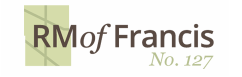 RM of Francis
No. 127